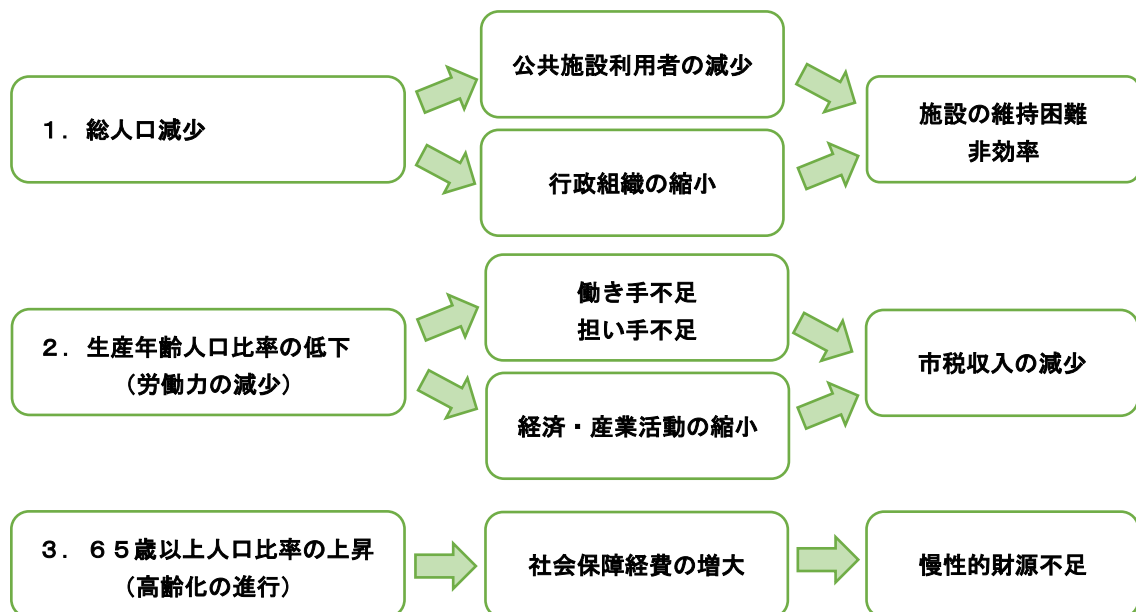 1．総人口減少
公共施設利用者の減少
行政組織の縮小
施設の維持困難
非効率
2．生産年齢人口比率の低下
（労働力の減少）
働き手不足
担い手不足
経済・産業活動の縮小
市税収入の減少
3．65歳以上人口比率の上昇
（高齢化の進行）
社会保障経費の増大
慢性的財源不足